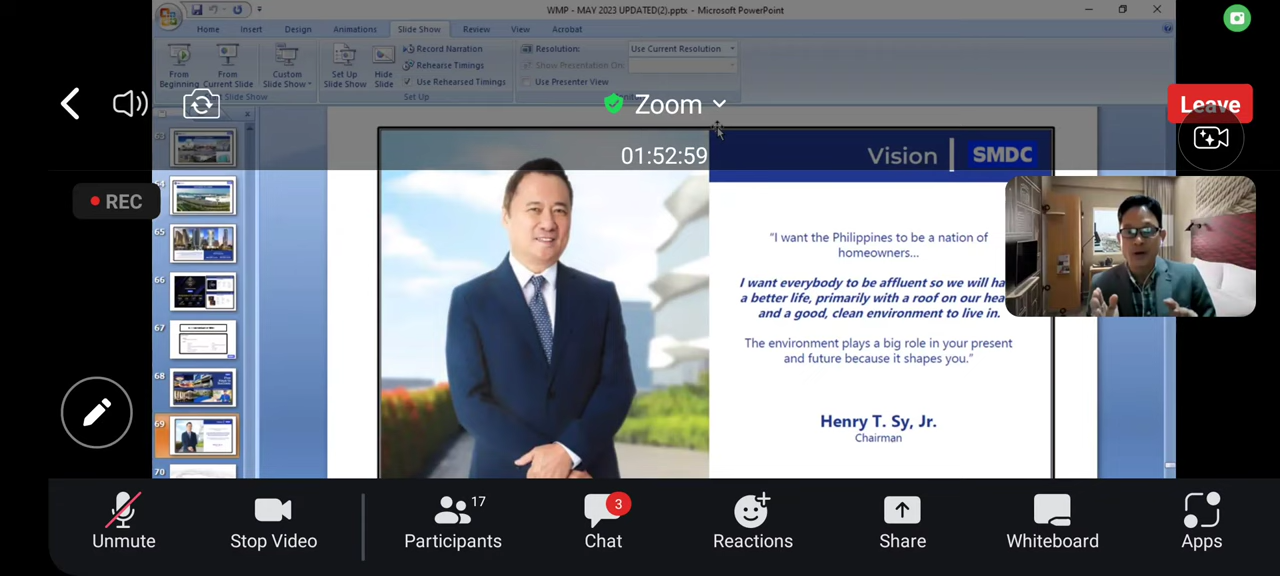 WMP - MAY 2023 UPDATED(2).pptx - Microsoft PowerPoint
Home Insert Design Animations Slide Show Review View Acrobat
From Beginning
From Current Slide
Custom Slide Show
Set Up Slide Show
Hide Slide
Record Narration
Rehearse Timings
Use Rehearsed Timings
Resolution: Use Current Resolution
Show Presentation On:
Use Presenter View
Set Up
Zoom
Leave
01:52:59
REC
Vision | SMDC
"I want the Philippines to be a nation of
homeowners...
I want everybody to be affluent so we will ha
a better life, primarily with a roof on our hea
and a good, clean environment to live in.
The environment plays a big role in your present
and future because it shapes you."
Henry T. Sy, Jr.
Chairman
65
66
67
68
69
70
Unmute
Stop Video
Participants 17
Chat 3
Reactions
Share
Whiteboard
Apps